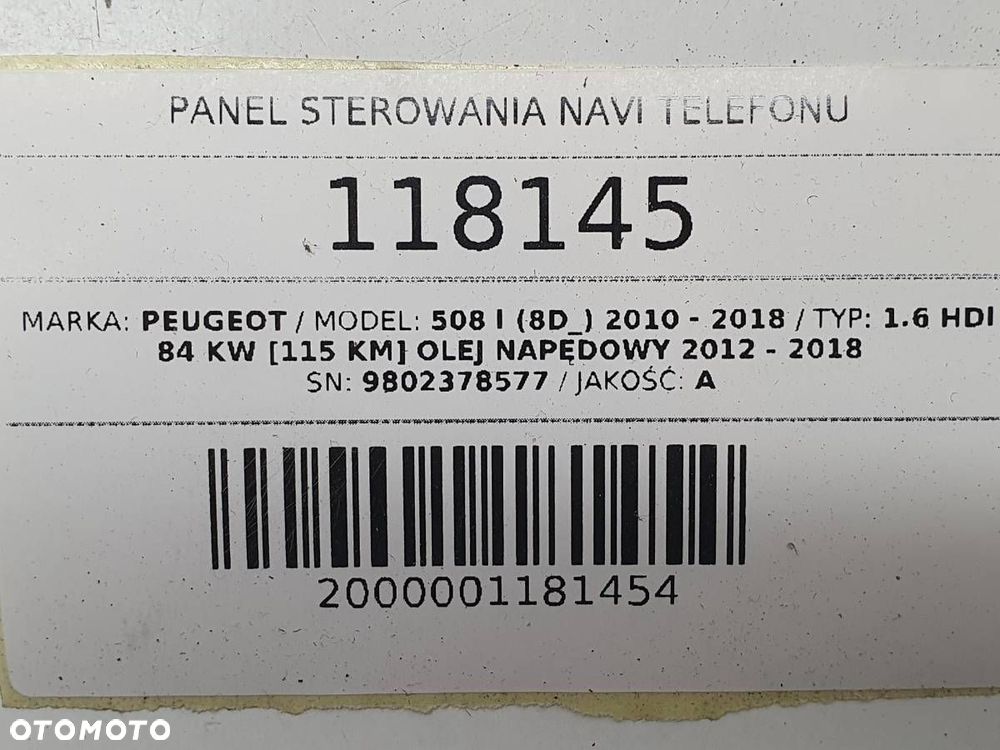 PANEL STEROWANIA NAVI TELEFONU
118145
MARKA: PEUGEOT / MODEL: 508 I (8D_) 2010 - 2018 / TYP: 1.6 HDI
84 KW [115 KM] OLEJ NAPĘDOWY 2012 - 2018
SN: 9802378577 / JAKOŚĆ: A
2000001181454
OTOMOTO